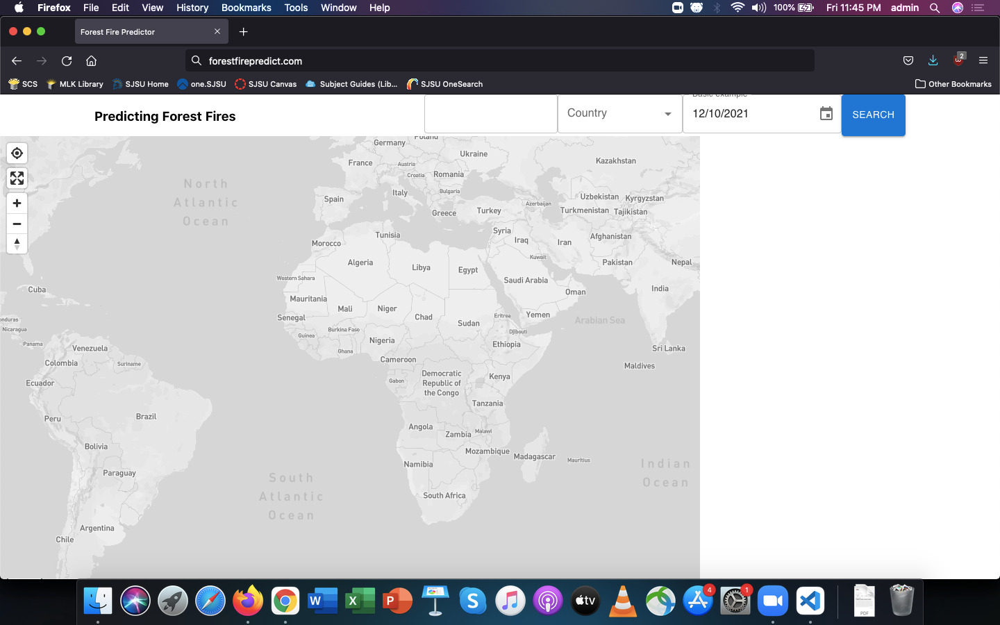 Firefox File Edit View History Bookmarks Tools Window Help 100% Fri 11:45 PM admin
Forest Fire Predictor
forestfirepredict.com
2
SCS MLK Library SJSU Home one.SJSU SJSU Canvas Subject Guides (Lib... SJSU OneSearch Other Bookmarks
Predicting Forest Fires
Country
Basic example
12/10/2021
SEARCH
Poland
Germany
Ukraine
France
Austria
Kazakhstan
Croatia
Romania
North
Atlantic
Ocean
Italy
Bulgaria
Spain
Uzbekistan
Kyrgyzstan
Azerbaijan
Greece
Turkey
Turkmenistan
Tajikistan
Syria
Tunisia
Iraq
Iran
Afghanistan
Morocco
Kuwait
Algeria
Libya
Egypt
Pakistan
Nepal
Western Sahara
Saudi Arabia
Cuba
India
Oman
Mauritania
Mali
Niger
Chad
Senegal
Eritrea
Yemen
Arabian Sea
onduras
Sudan
Nicaragua
Burkina Faso
Djibouti
Guinea
Nigeria
Ethiopia
Panama
Venezuela
Ghana
Sri Lanka
Colombia
Suriname
Cameroon
Maldives
Ecuador
Gabon
Democratic
Republic of
the Congo
Kenya
Tanzania
Peru
Brazil
Angola
Zambia
Malawi
Bolivia
Mozambique
Madagascar
Mauritius
Namibia
Indian
Ocean
Paraguay
South
Atlantic
Ocean
South Africa
Argentina
Chile
W X P S tv 4 1
PDF